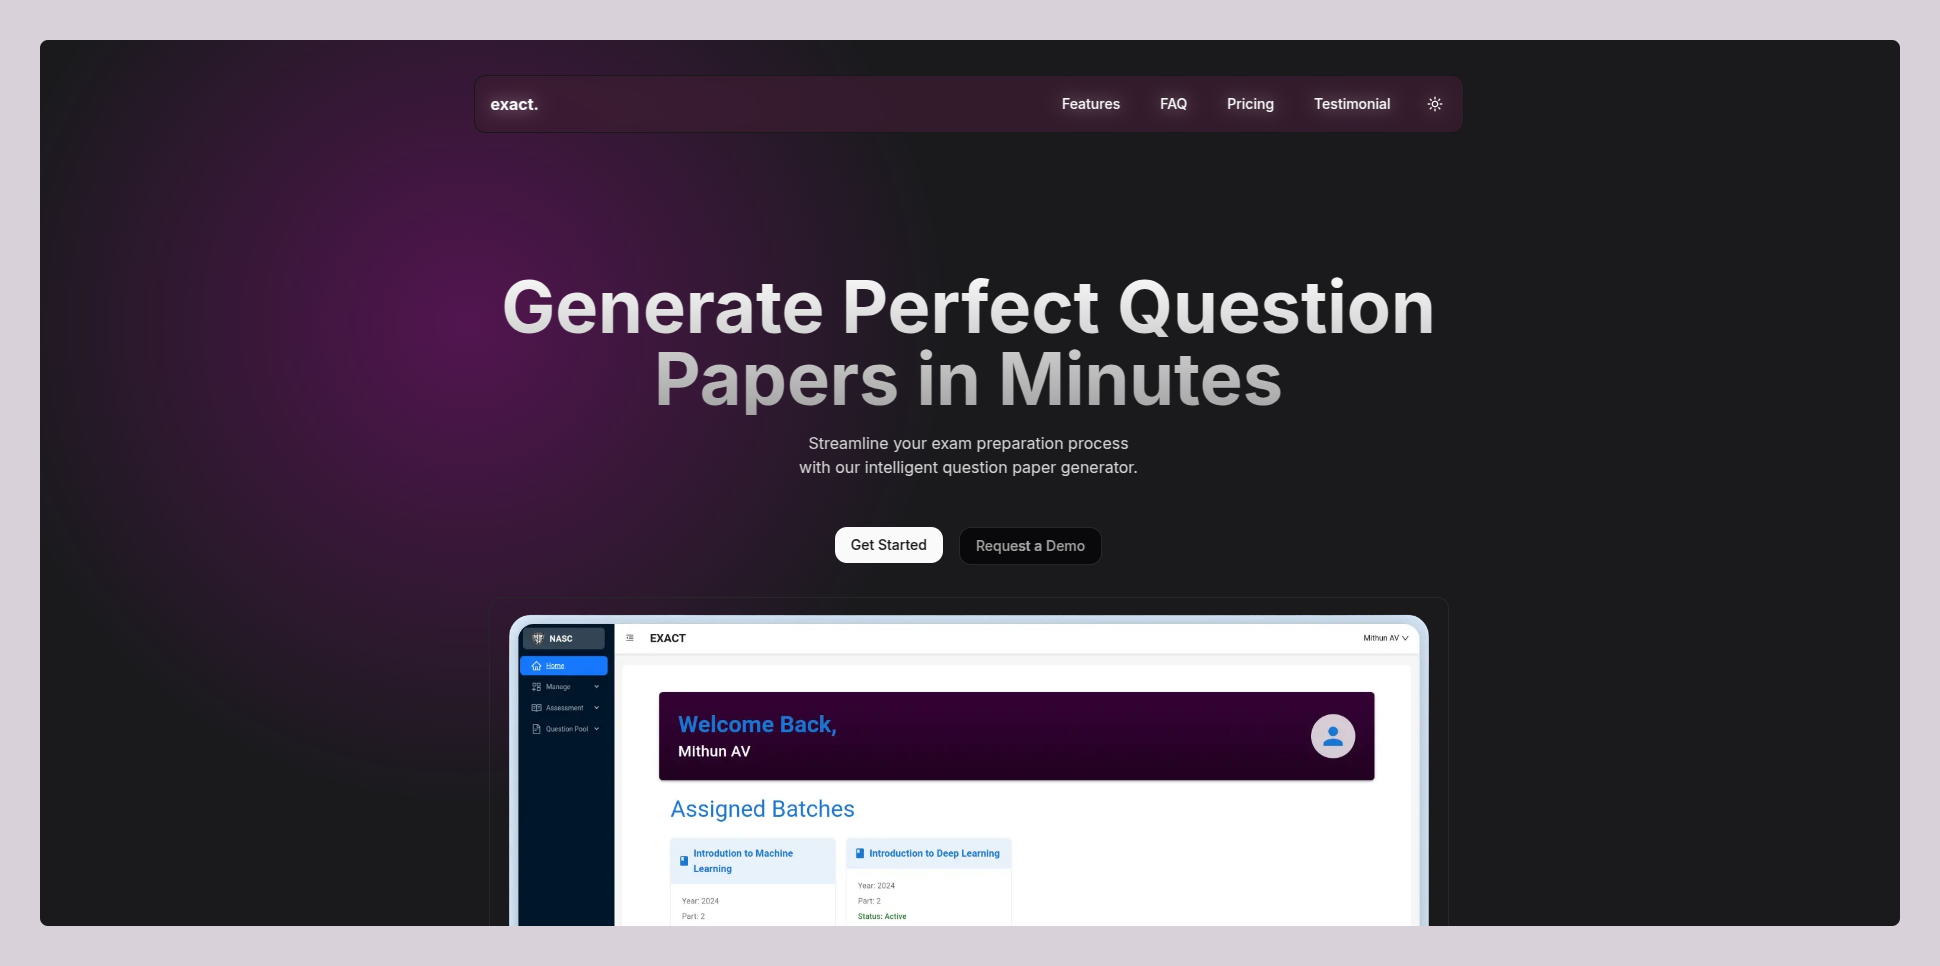 exact.
Features
FAQ
Pricing
Testimonial
Generate Perfect Question
Papers in Minutes
Streamline your exam preparation process
with our intelligent question paper generator.
Get Started
Request a Demo
NASC
EXACT
Mithun AV
Home
Manage
Assessment
Question Pool
Welcome Back,
Mithun AV
Assigned Batches
Introdution to Machine
Learning
Year: 2024
Part: 2
Introduction to Deep Learning
Year: 2024
Part: 2
Status: Active